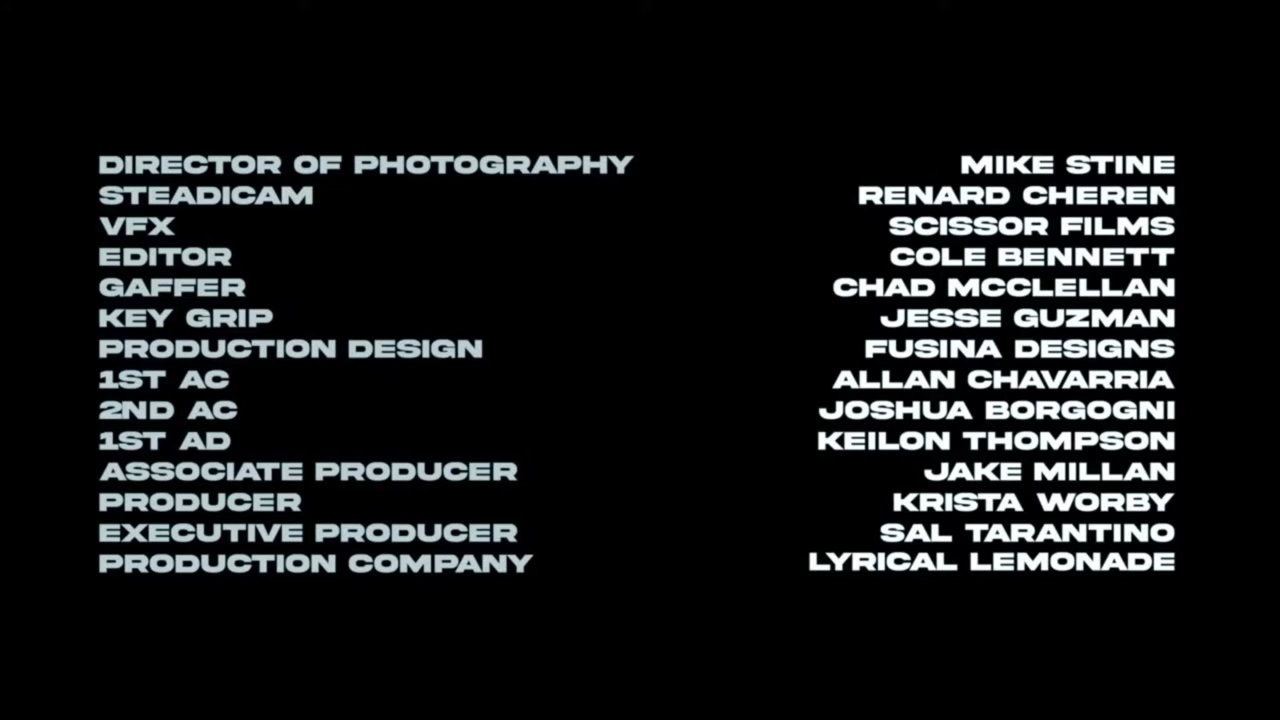 DIRECTOR OF PHOTOGRAPHY MIKE STINE
STEADICAM RENARD CHEREN
VFX SCISSOR FILMS
EDITOR COLE BENNETT
GAFFER CHAD MCCLELLAN
KEY GRIP JESSE GUZMAN
PRODUCTION DESIGN FUSINA DESIGNS
1ST AC ALLAN CHAVARRIA
2ND AC JOSHUA BORGOGNI
1ST AD KEILON THOMPSON
ASSOCIATE PRODUCER JAKE MILLAN
PRODUCER KRISTA WORBY
EXECUTIVE PRODUCER SAL TARANTINO
PRODUCTION COMPANY LYRICAL LEMONADE